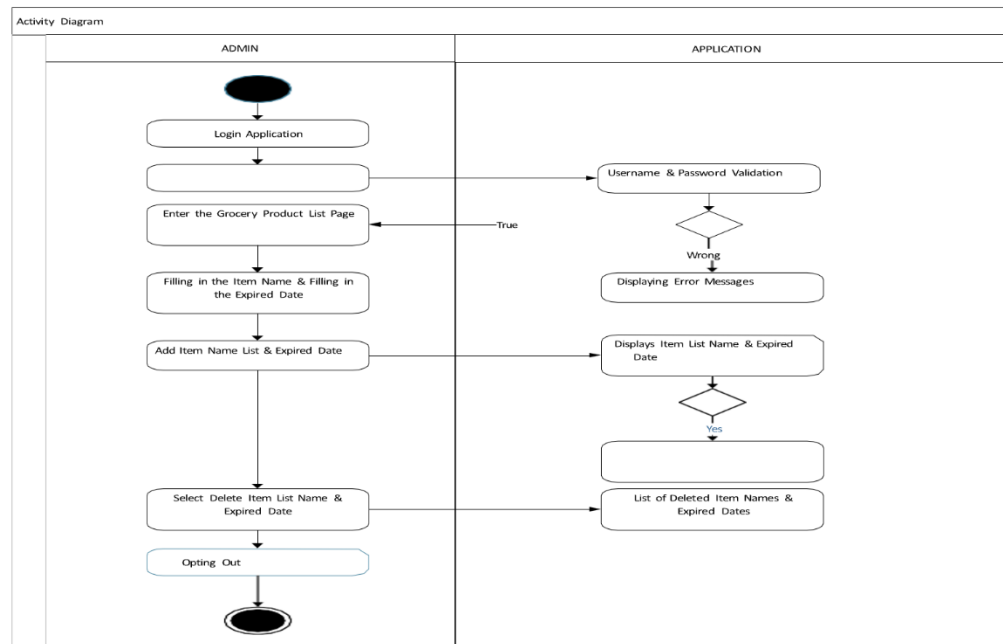 Activity Diagram
ADMIN
APPLICATION
Login Application
Username & Password Validation
Enter the Grocery Product List Page
True
Wrong
Filling in the Item Name & Filling in
the Expired Date
Displaying Error Messages
Add Item Name List & Expired Date
Displays Item List Name & Expired
Date
Yes
Select Delete Item List Name &
Expired Date
List of Deleted Item Names &
Expired Dates
Opting Out